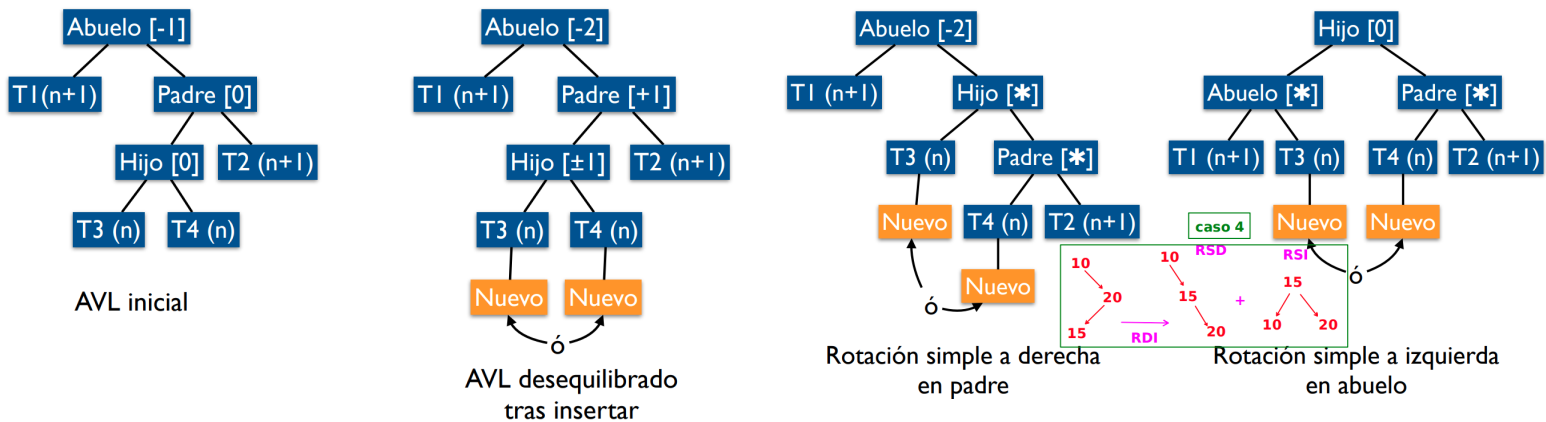 Abuelo [-1]
T1(n+1)
Padre [0]
Hijo [0]
T2 (n+1)
T3 (n)
T4 (n)
AVL inicial
Abuelo [-2]
T1 (n+1)
Padre [+1]
Hijo [±1]
T2 (n+1)
T3 (n)
T4 (n)
Nuevo
Nuevo
Ó
AVL desequilibrado
tras insertar
Abuelo [-2]
T1 (n+1)
Hijo [✱]
T3 (n)
Padre [✱]
Nuevo
T4 (n)
T2 (n+1)
Nuevo
Ó
Rotación simple a derecha
en padre
Hijo [0]
Abuelo [✱]
Padre [✱]
T1 (n+1)
T3 (n)
T4 (n)
T2 (n+1)
Nuevo
Nuevo
Ó
Rotación simple a izquierda
en abuelo
caso 4
10
20
15
RDI
10
RSD
15
20
+
RSI
15
10
20